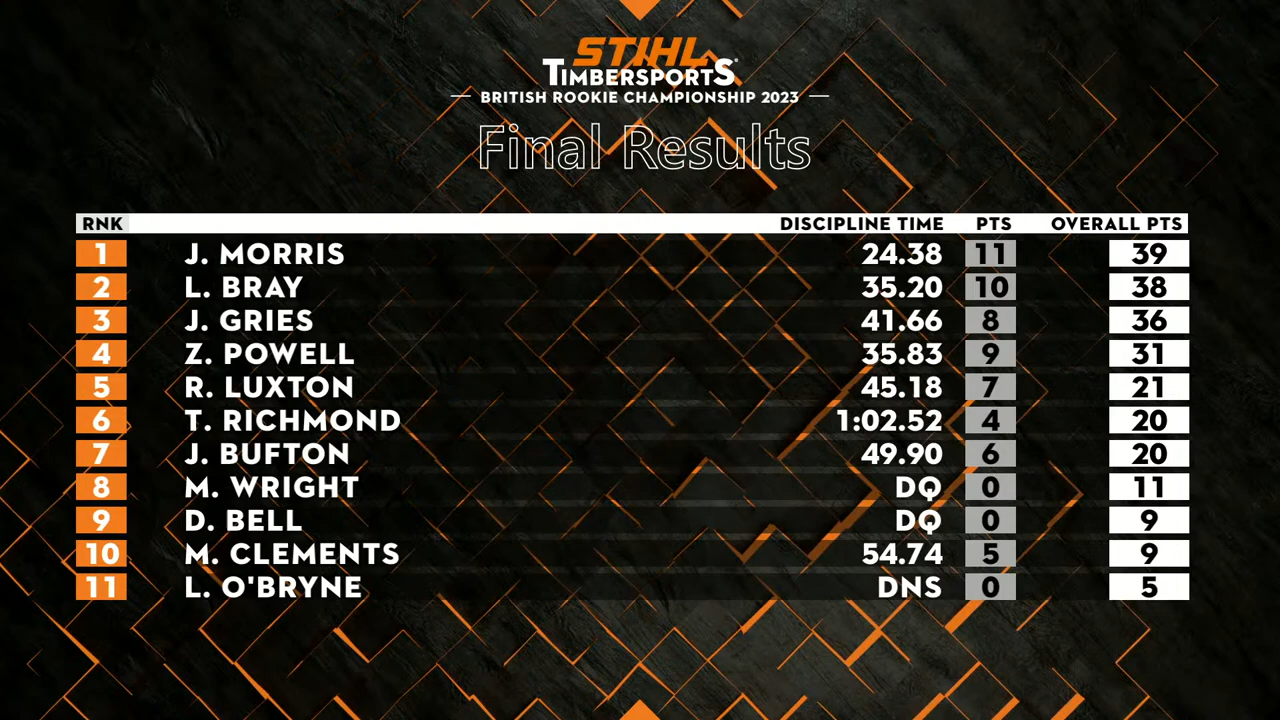 STIHL
TIMBERSPORTS®
BRITISH ROOKIE CHAMPIONSHIP 2023
Final Results
RNK DISCIPLINE TIME PTS OVERALL PTS
1 J. MORRIS 24.38 11 39
2 L. BRAY 35.20 10 38
3 J. GRIES 41.66 8 36
4 Z. POWELL 35.83 9 31
5 R. LUXTON 45.18 7 21
6 T. RICHMOND 1:02.52 4 20
7 J. BUFTON 49.90 6 20
8 M. WRIGHT DQ 0 11
9 D. BELL DQ 0 9
10 M. CLEMENTS 54.74 5 9
11 L. O'BRYNE DNS 0 5